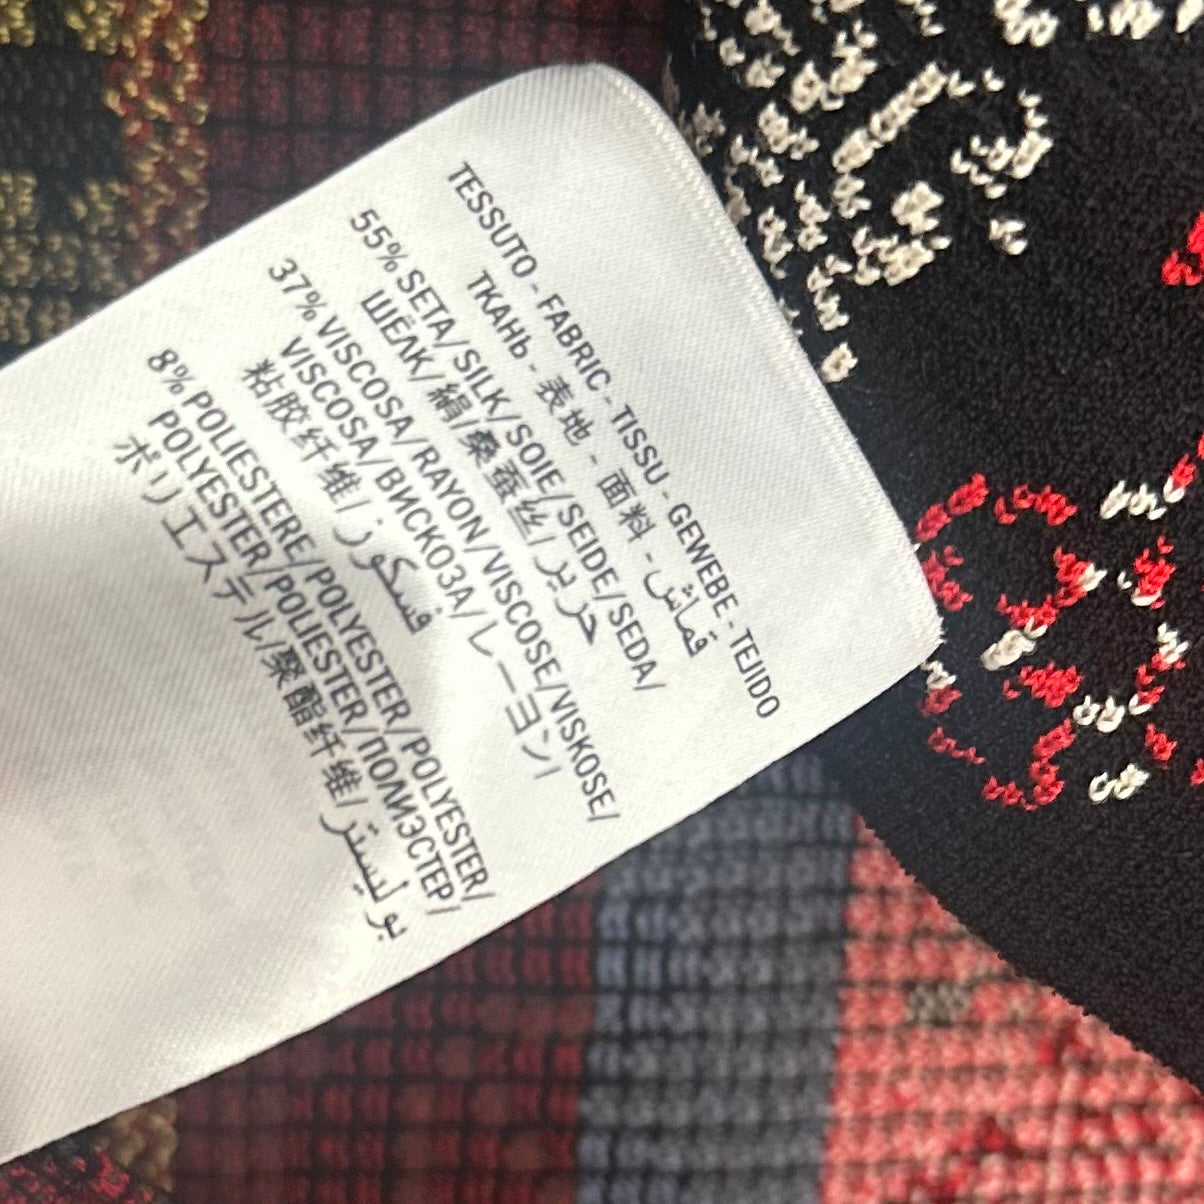 TESSUTO - FABRIC - TISSU - GEWEBE - TEJIDO
ТКАНЬ - 表地 - 面料 - قماش
55% SETA/SILK/SOIE/SEIDE/SEDA/
ШЁЛК/絹/桑蚕丝/حرير
37% VISCOSA/RAYON/VISCOSE/VISKOSE/
VISCOSA/ВИСКОЗА/レーヨン/
粘胶纤维/فسكوز
8% POLIESTERE/POLYESTER/POLYESTER/
POLYESTER/POLIESTER/ПОЛИЭСТЕР/
ポリエステル/聚酯纤维/بوليستر